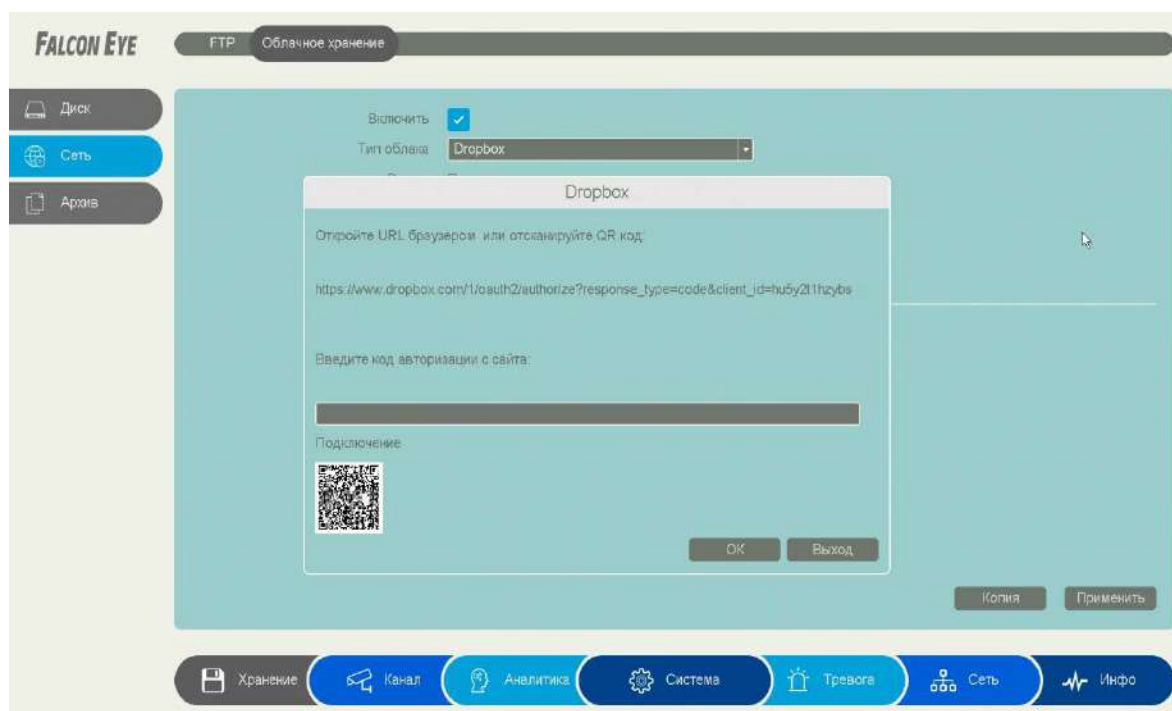 FALCON EYE
FTP Облачное хранение
Диск
Сеть
Архив
Включить
Тип облака Dropbox
Dropbox
Откройте URL браузером или отсканируйте QR код:
https://www.dropbox.com/1/oauth2/authorize?response_type=code&client_id=
Введите код авторизации с сайта:
Подключение
OK Выход
Копия Применить
Хранение Канал Аналитика Система Тревога Сеть Инфо